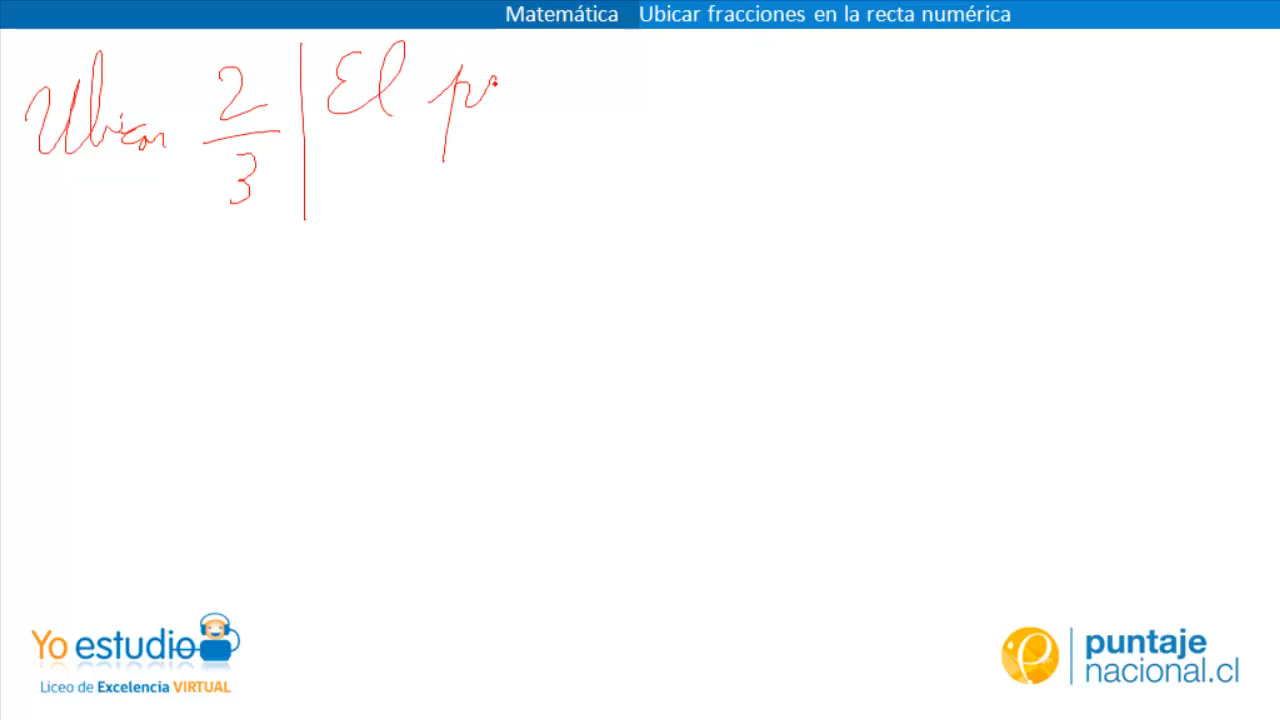 Matemática Ubicar fracciones en la recta numérica
Ubicar 2/3 | El p
Yo estudio
Liceo de Excelencia VIRTUAL
puntaje
nacional.cl